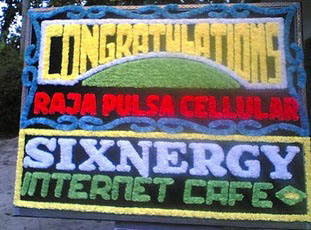 CONGRATULATIONS
RAJA PULSA CELLULAR
SIXNERGY
INTERNET CAFE